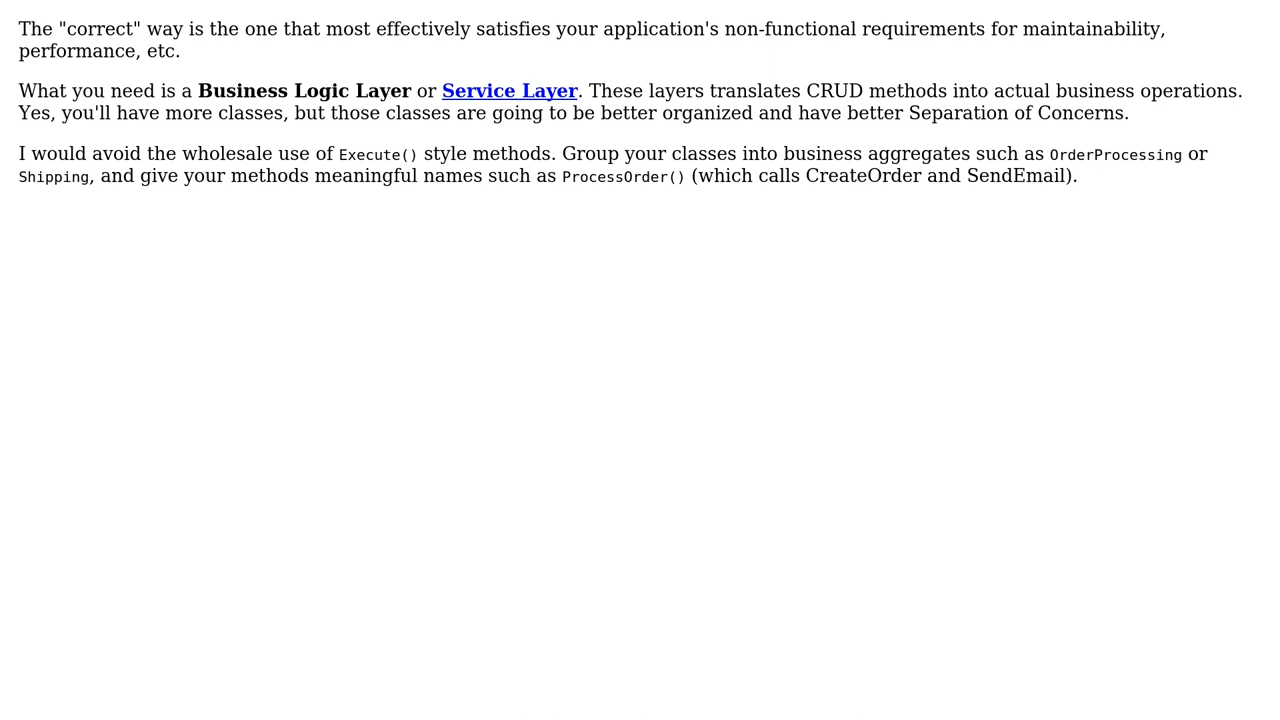 The "correct" way is the one that most effectively satisfies your application's non-functional requirements for maintainability,
performance, etc.
What you need is a Business Logic Layer or Service Layer. These layers translates CRUD methods into actual business operations.
Yes, you'll have more classes, but those classes are going to be better organized and have better Separation of Concerns.
I would avoid the wholesale use of Execute() style methods. Group your classes into business aggregates such as OrderProcessing or
Shipping, and give your methods meaningful names such as ProcessOrder() (which calls CreateOrder and SendEmail).